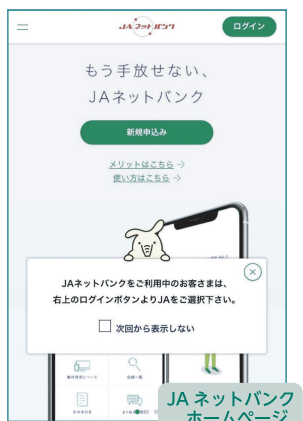 JAネットバンク
ログイン
もう手放せない、
JAネットバンク
新規申込み
メリットはこちら
使い方はこちら
JAネットバンクをご利用中のお客さまは、
右上のログインボタンよりJAをご選択下さい。
次回から表示しない
JA ネットバンク
ホームページ